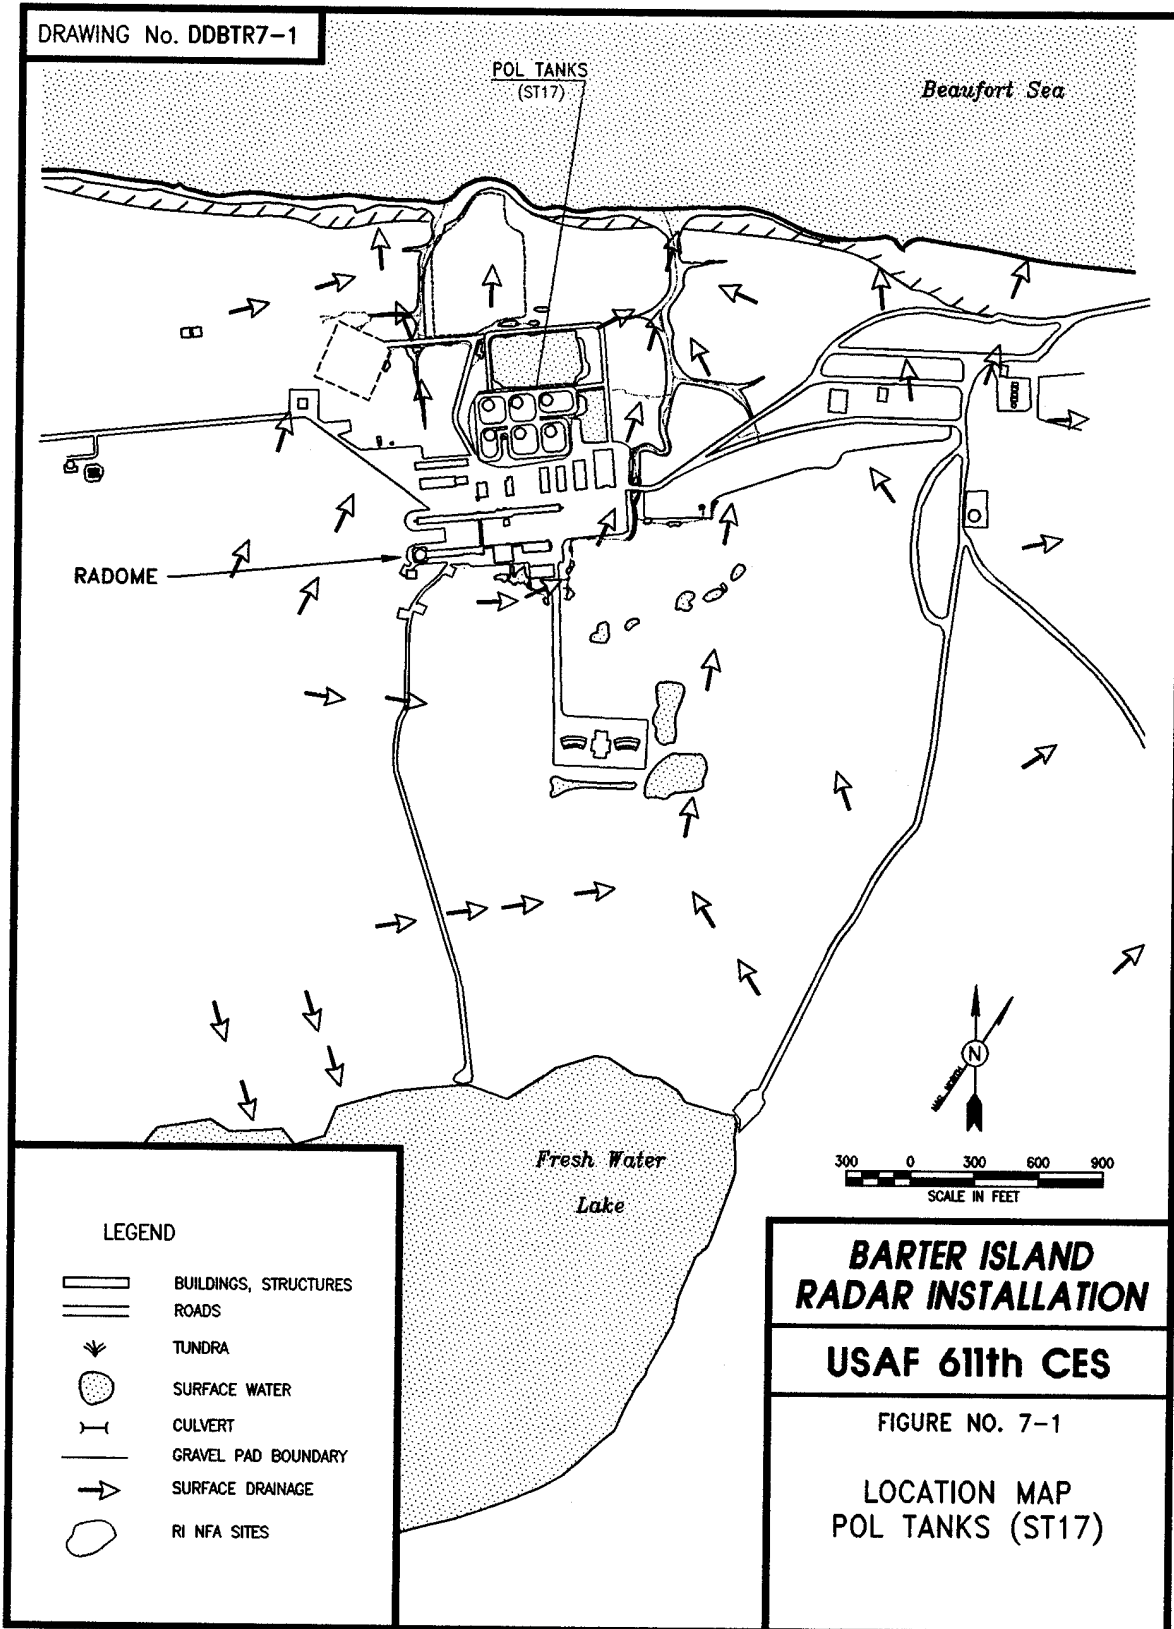 DRAWING No. DDBTR7-1
POL TANKS
(ST17)
Beaufort Sea
RADOME
N
MAG NORTH
300 0 300 600 900
SCALE IN FEET
Fresh Water
Lake
LEGEND
BUILDINGS, STRUCTURES
ROADS
TUNDRA
SURFACE WATER
CULVERT
GRAVEL PAD BOUNDARY
SURFACE DRAINAGE
RI NFA SITES
BARTER ISLAND
RADAR INSTALLATION
USAF 611th CES
FIGURE NO. 7-1
LOCATION MAP
POL TANKS (ST17)